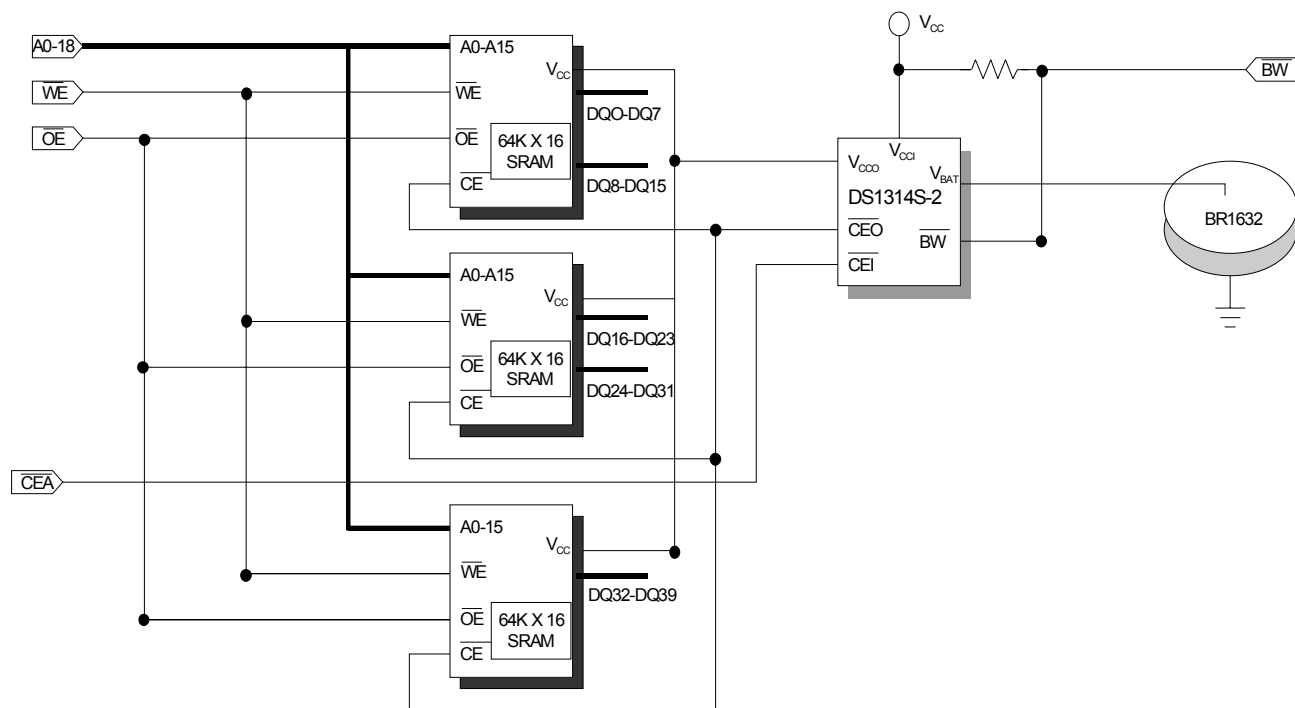 A0-18
WE
OE
CEA
A0-A15
VCC
WE
DQO-DQ7
OE
64K X 16
SRAM
CE
DQ8-DQ15
A0-A15
VCC
WE
DQ16-DQ23
OE
64K X 16
SRAM
CE
DQ24-DQ31
A0-15
VCC
WE
DQ32-DQ39
OE
64K X 16
SRAM
CE
VCC
BW
VCCI
VCCO
VBAT
DS1314S-2
CEO
BW
CEI
BR1632